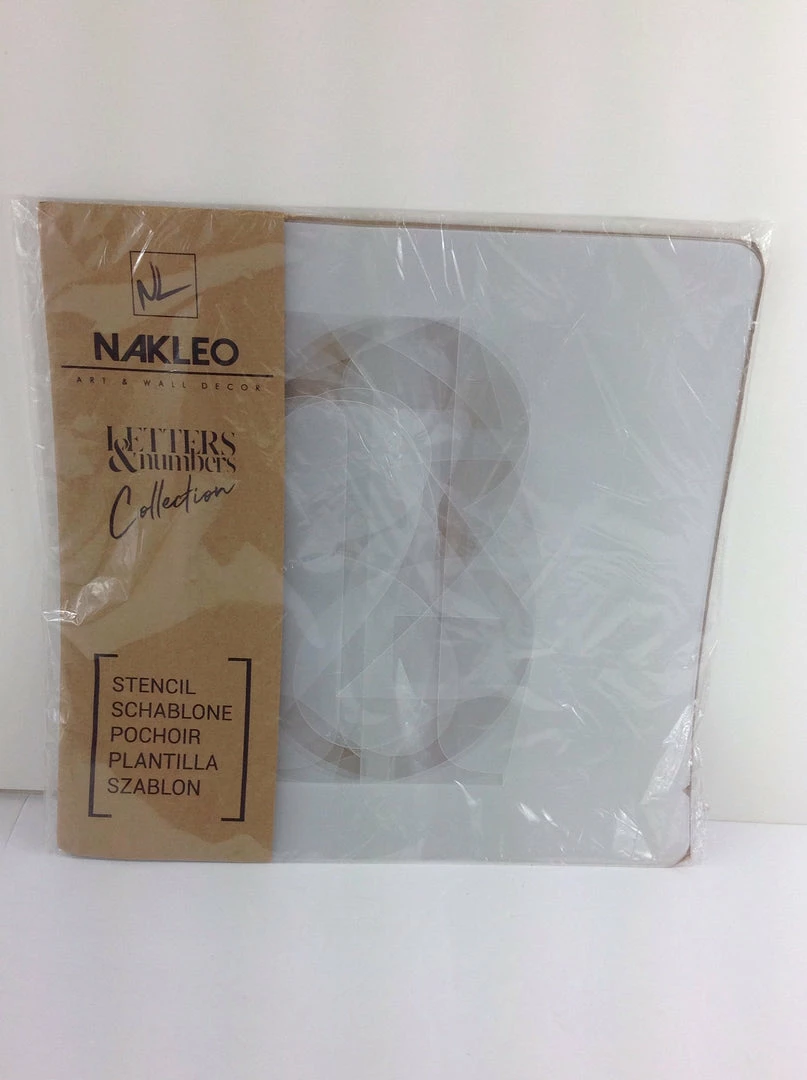 NL
NAKLEO
ART & WALL DECOR
LETTERS
& numbers
Collection
STENCIL
SCHABLONE
POCHOIR
PLANTILLA
SZABLON